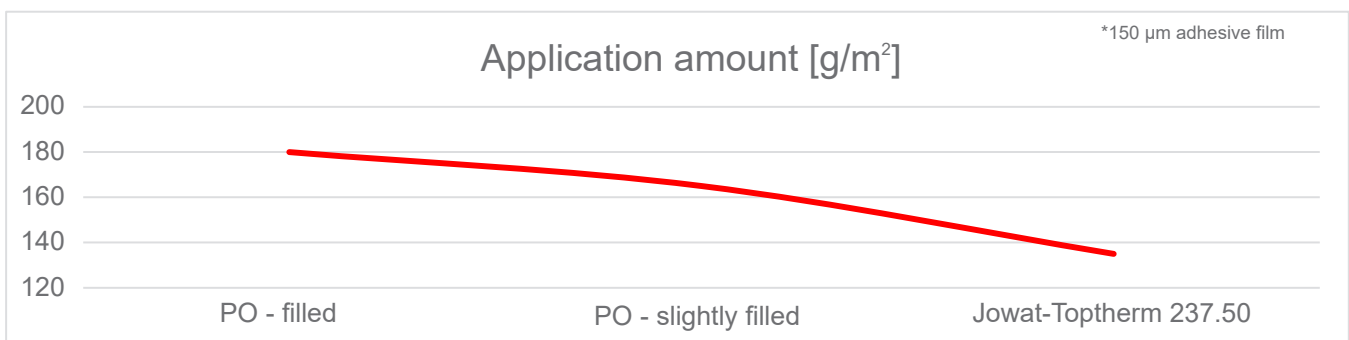 *150 μm adhesive film
Application amount [g/m²]
200
180
160
140
120
PO - filled
PO - slightly filled
Jowat-Toptherm 237.50